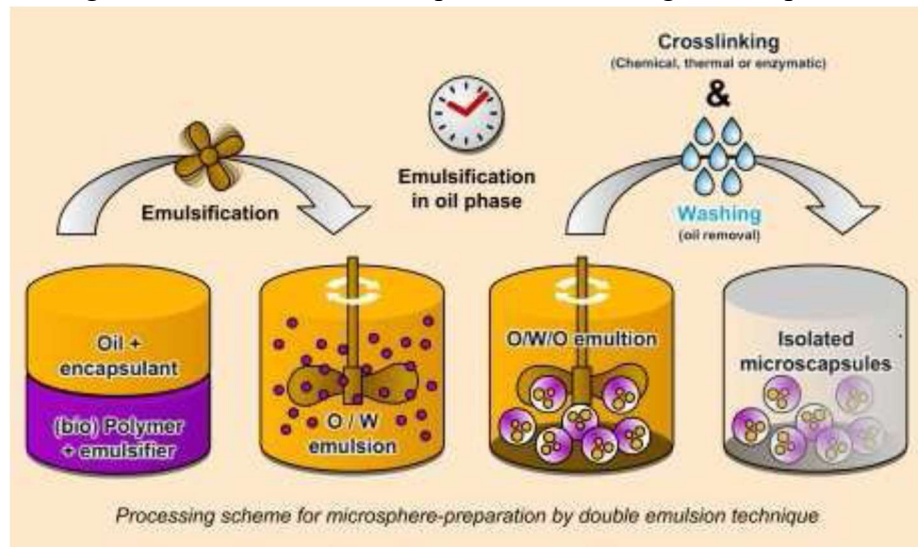 Crosslinking
(Chemical, thermal or enzymatic)
&
Emulsification
Emulsification
in oil phase
Washing
(oil removal)
Oil +
encapsulant
(bio) Polymer
+ emulsifier
O / W
emulsion
O/W/O emultion
Isolated
microscapsules
Processing scheme for microsphere-preparation by double emulsion technique